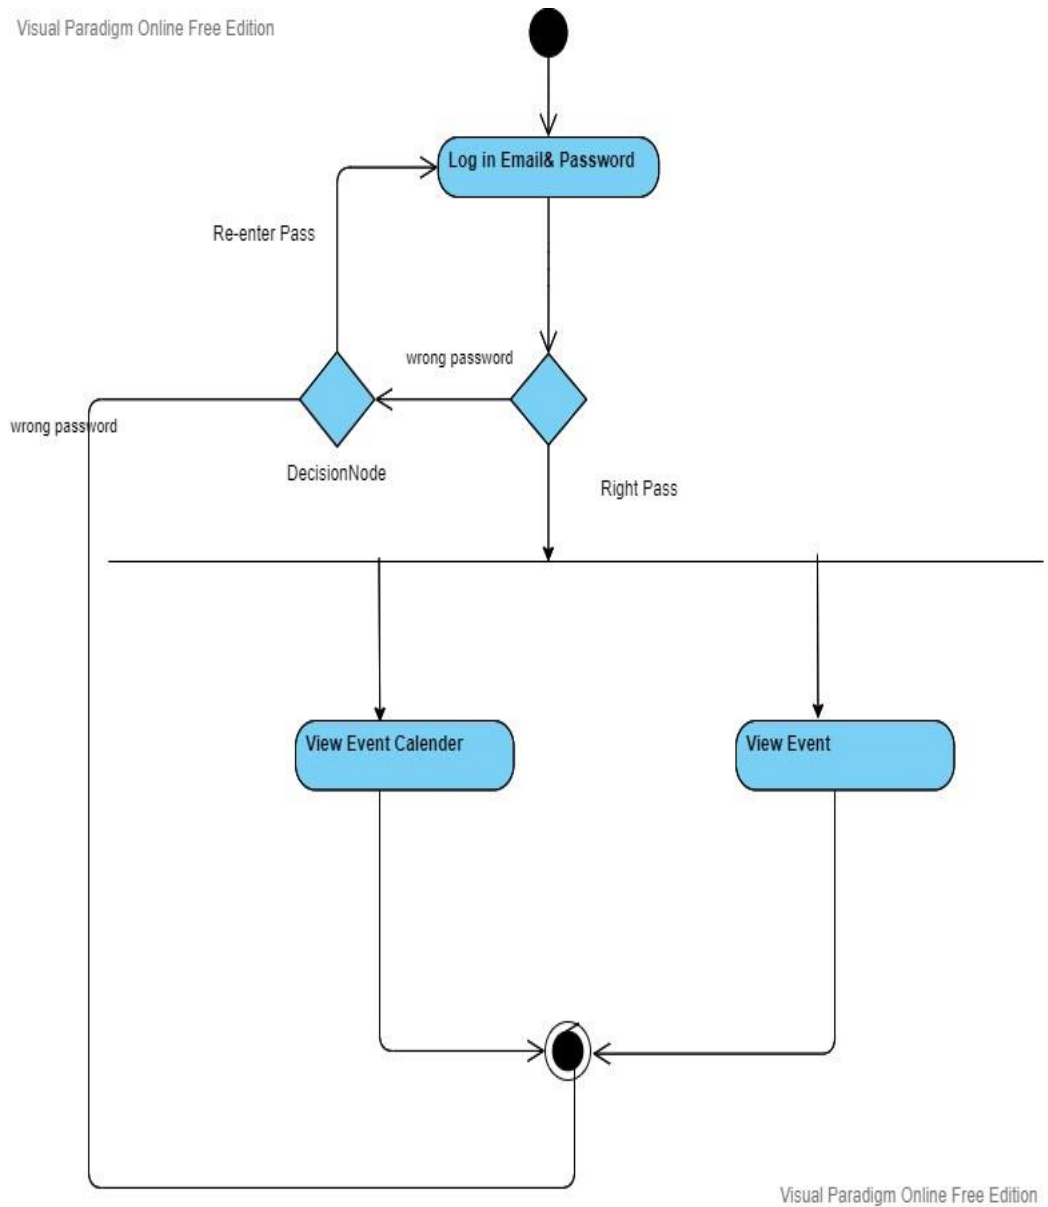 Visual Paradigm Online Free Edition
Log in Email& Password
Re-enter Pass
wrong password
wrong password
DecisionNode
Right Pass
View Event Calender
View Event
Visual Paradigm Online Free Edition